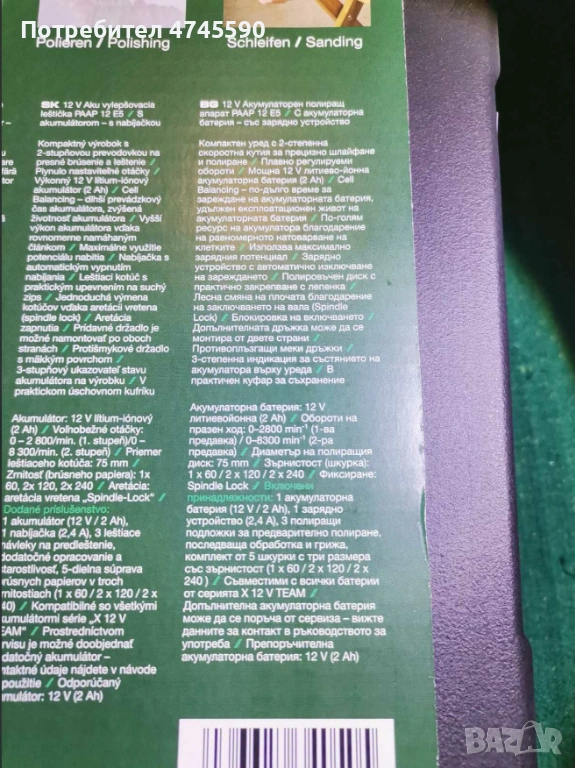 Потребител 4745590
Polieren / Polishing
Schleifen / Sanding
SK 12 V Aku vylepšovacia
leštička PAAP 12 E5 / S
akumulátorom – s nabíjačkou
Kompaktný výrobok s
2-stupňovou prevodovkou na
presné brúsenie a leštenie /
Plynulo nastaviteľné otáčky /
Výkonný 12 V lítium-iónový
akumulátor (2 Ah) / Cell
Balancing – dlhší prevádzkový
čas akumulátora, zvýšená
životnosť akumulátora / Vyšší
výkon akumulátora vďaka
rovnomerne namáhaným
článkom / Maximálne využitie
potenciálu nabitia / Nabíjačka s
automatickým vypnutím
nabíjania / Leštiaci kotúč s
praktickým upevnením na suchý
zips / Jednoduchá výmena
kotúčov vďaka aretácii vretena
(spindle lock) / Aretácia
zapnutia / Prídavné držadlo je
možné namontovať po oboch
stranách / Protišmykové držadlo
s mäkkým povrchom /
3-stupňový ukazovateľ stavu
akumulátora na výrobku / V
praktickom úschovnom kufríku
Akumulátor: 12 V lítium-iónový
(2 Ah) / Voľnobežné otáčky:
0 – 2 800/min. (1. stupeň)/0 –
8 300/min. (2. stupeň) / Priemer
leštiaceho kotúča: 75 mm /
Zrnitosť (brúsneho papiera): 1x
60, 2x 120, 2x 240 / Aretácia:
aretácia vretena „Spindle-Lock“ /
Dodané príslušenstvo:
1 akumulátor (12 V / 2 Ah),
1 nabíjačka (2,4 A), 3 leštiace
návleky na predleštenie,
dodatočné opracovanie a
starostlivosť, 5-dielna súprava
brúsnych papierov v troch
zrnitostiach (1 x 60 / 2 x 120 / 2 x
240) / Kompatibilné so všetkými
akumulátormi série „X 12 V
TEAM“ / Prostredníctvom
servisu je možné doobjednať
dodatočný akumulátor –
kontaktné údaje nájdete v návode
použitie / Odporúčaný
akumulátor: 12 V (2 Ah)
BG 12 V Акумулаторен полиращ
апарат PAAP 12 E5 / С акумулаторна
батерия – със зарядно устройство
Компактен уред с 2-степенна
скоростна кутия за прецизно шлайфане
и полиране / Плавно регулируеми
обороти / Мощна 12 V литиево-йонна
акумулаторна батерия (2 Ah) / Cell
Balancing – по-дълго време за
зареждане на акумулаторната батерия,
удължен експлоатационен живот на
акумулаторната батерия / По-голям
ресурс на акумулатора благодарение
на равномерното натоварване на
клетките / Използва максимално
зарядния потенциал / Зарядно
устройство с автоматично изключване
на зареждането / Полировъчен диск с
практично закрепване с лепенка /
Лесна смяна на плочата благодарение
на заключването на вала (Spindle
Lock) / Блокировка на включването /
Допълнителната дръжка може да се
монтира от двете страни /
Противоплъзгащи меки дръжки /
3-степенна индикация за състянието на
акумулатора върху уреда / В
практичен куфар за съхранение
Акумулаторна батерия: 12 V
литиевойонна (2 Ah) / Обороти на
празен ход: 0–2800 min⁻¹ (1-ва
предавка) / 0–8300 min⁻¹ (2-ра
предавка) / Диаметър на полиращия
диск: 75 mm / Зърнистост (шкурка):
1 x 60 / 2 x 120 / 2 x 240 / Фиксиране:
Spindle Lock / Включени
принадлежности: 1 акумулаторна
батерия (12 V / 2 Ah), 1 зарядно
устройство (2,4 A), 3 полиращи
подложки за предварително полиране,
последваща обработка и грижа,
комплект от 5 шкурки с три размера
със зърнистост (1 x 60 / 2 x 120 / 2 x
240 ) / Съвместими с всички батерии
от серията X 12 V TEAM /
Допълнителна акумулаторна батерия
може да се поръча от сервиза – вижте
данните за контакт в ръководството за
употреба / Препоръчителна
акумулаторна батерия: 12 V (2 Ah)
BAZAR